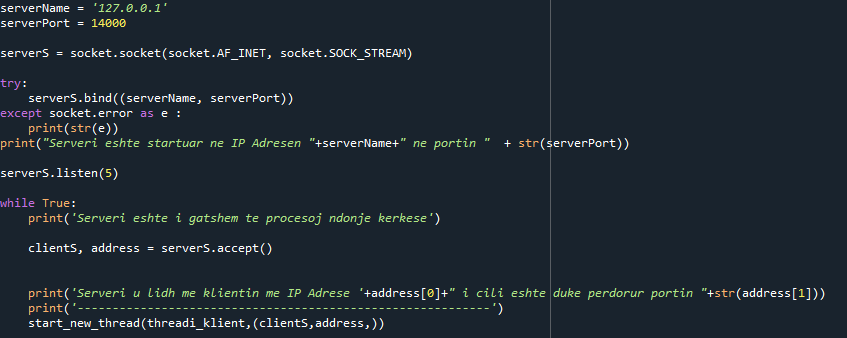 serverName = '127.0.0.1'
serverPort = 14000
serverS = socket.socket(socket.AF_INET, socket.SOCK_STREAM)
try:
    serverS.bind((serverName, serverPort))
except socket.error as e :
    print(str(e))
print("Serveri eshte startuar ne IP Adresen "+serverName+" ne portin "  + str(serverPort))
serverS.listen(5)
while True:
    print('Serveri eshte i gatshem te procesoj ndonje kerkese')
    clientS, address = serverS.accept()
    print('Serveri u lidh me klientin me IP Adrese '+address[0]+" i cili eshte duke perdorur portin "+str(address[1]))
    print('----------------------------------------------------------')
    start_new_thread(threadi_klient,(clientS,address,))